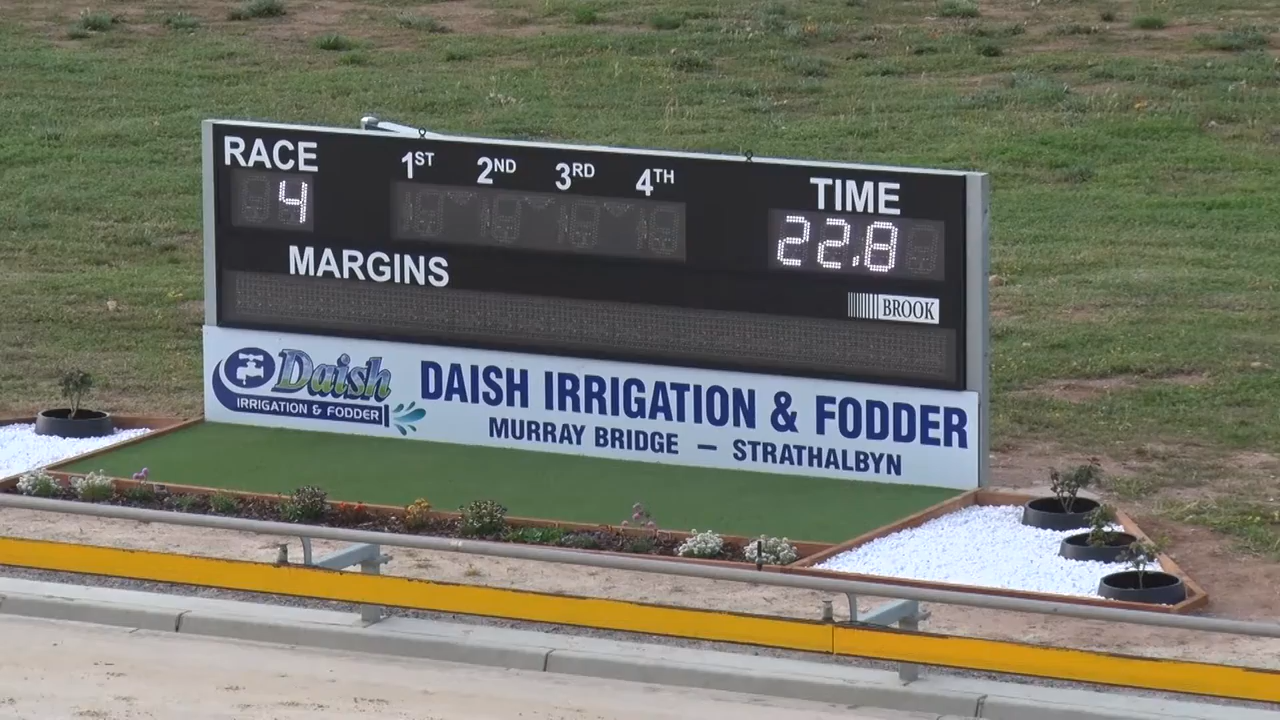 RACE 1ST 2ND 3RD 4TH TIME
4 22.8
MARGINS
BROOK
Daish
IRRIGATION & FODDER
DAISH IRRIGATION & FODDER
MURRAY BRIDGE – STRATHALBYN